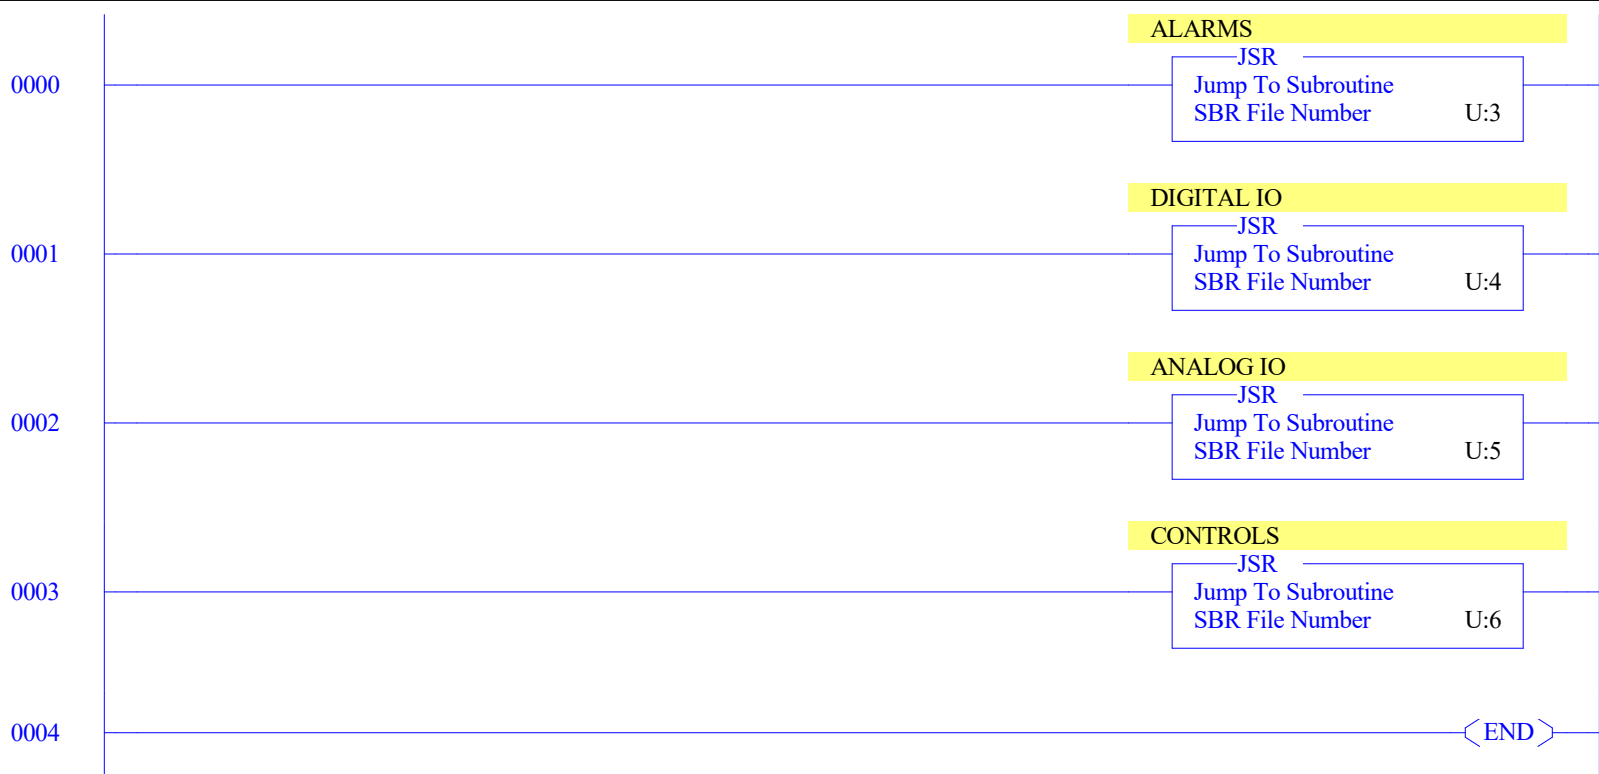 ALARMS
JSR
0000
Jump To Subroutine
SBR File Number U:3
DIGITAL IO
JSR
0001
Jump To Subroutine
SBR File Number U:4
ANALOG IO
JSR
0002
Jump To Subroutine
SBR File Number U:5
CONTROLS
JSR
0003
Jump To Subroutine
SBR File Number U:6
0004
END